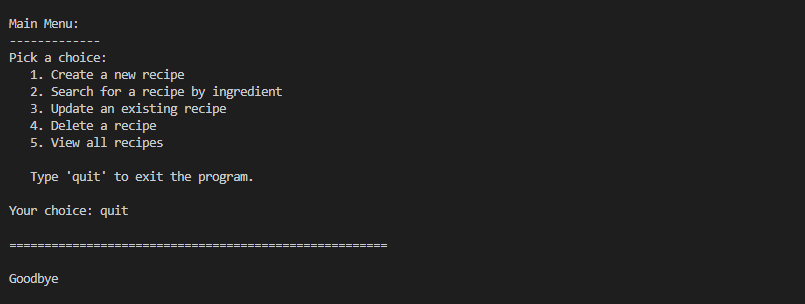 Main Menu:
-------------
Pick a choice:
   1. Create a new recipe
   2. Search for a recipe by ingredient
   3. Update an existing recipe
   4. Delete a recipe
   5. View all recipes

   Type 'quit' to exit the program.

Your choice: quit

======================================================

Goodbye